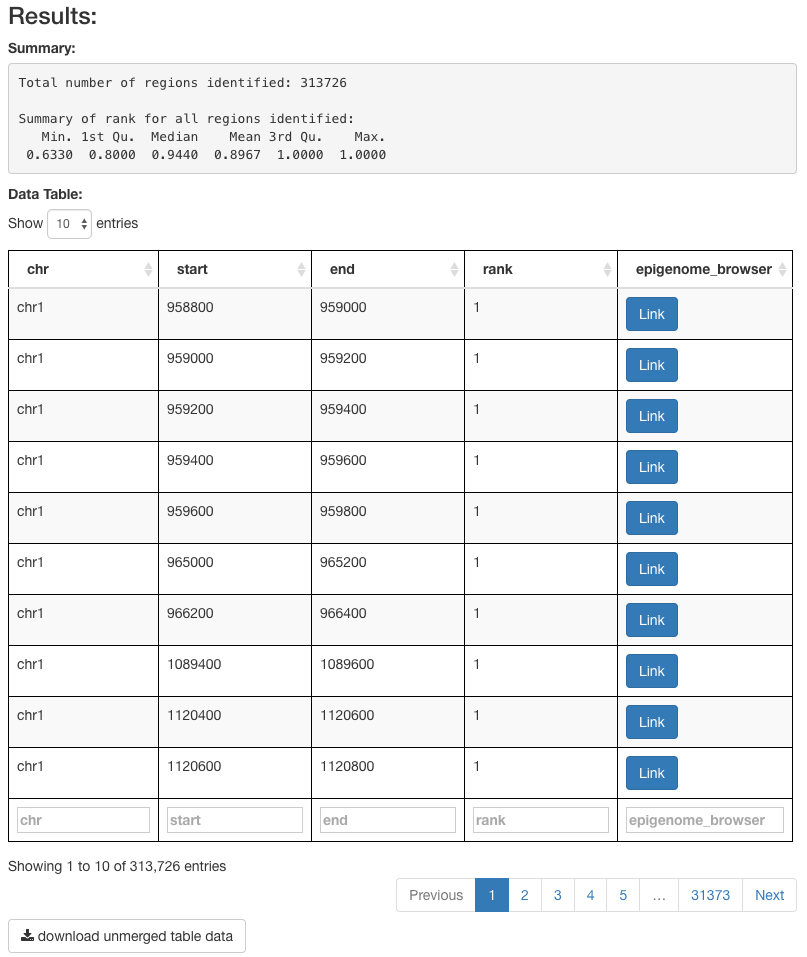 Results:
Summary:
Total number of regions identified: 313726
Summary of rank for all regions identified:
Min. 1st Qu. Median Mean 3rd Qu. Max.
0.6330 0.8000 0.9440 0.8967 1.0000 1.0000
Data Table:
Show 10 entries
chr start end rank epigenome_browser
chr1 958800 959000 1 Link
chr1 959000 959200 1 Link
chr1 959200 959400 1 Link
chr1 959400 959600 1 Link
chr1 959600 959800 1 Link
chr1 965000 965200 1 Link
chr1 966200 966400 1 Link
chr1 1089400 1089600 1 Link
chr1 1120400 1120600 1 Link
chr1 1120600 1120800 1 Link
chr start end rank epigenome_browser
Showing 1 to 10 of 313,726 entries
Previous 1 2 3 4 5 … 31373 Next
download unmerged table data